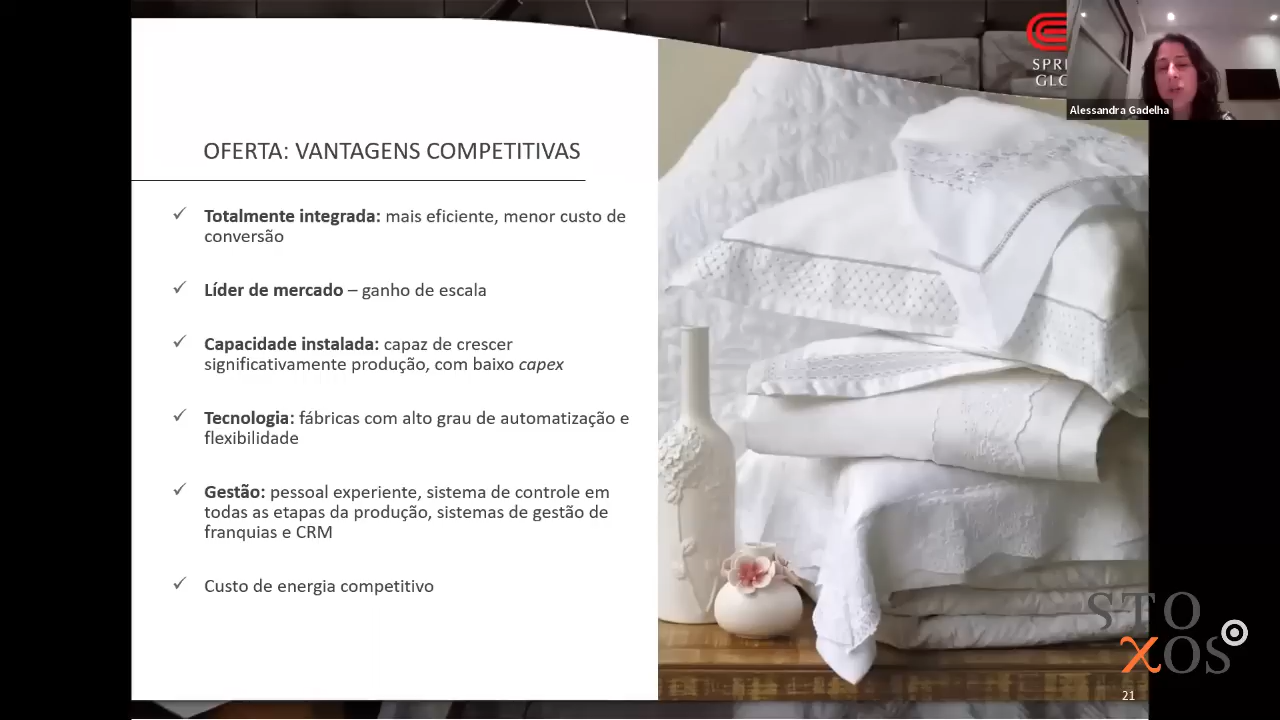 SPRI
GLO
Alessandra Gadelha
OFERTA: VANTAGENS COMPETITIVAS
✓ Totalmente integrada: mais eficiente, menor custo de
conversão
✓ Líder de mercado – ganho de escala
✓ Capacidade instalada: capaz de crescer
significativamente produção, com baixo capex
✓ Tecnologia: fábricas com alto grau de automatização e
flexibilidade
✓ Gestão: pessoal experiente, sistema de controle em
todas as etapas da produção, sistemas de gestão de
franquias e CRM
✓ Custo de energia competitivo
STO
XOS
21